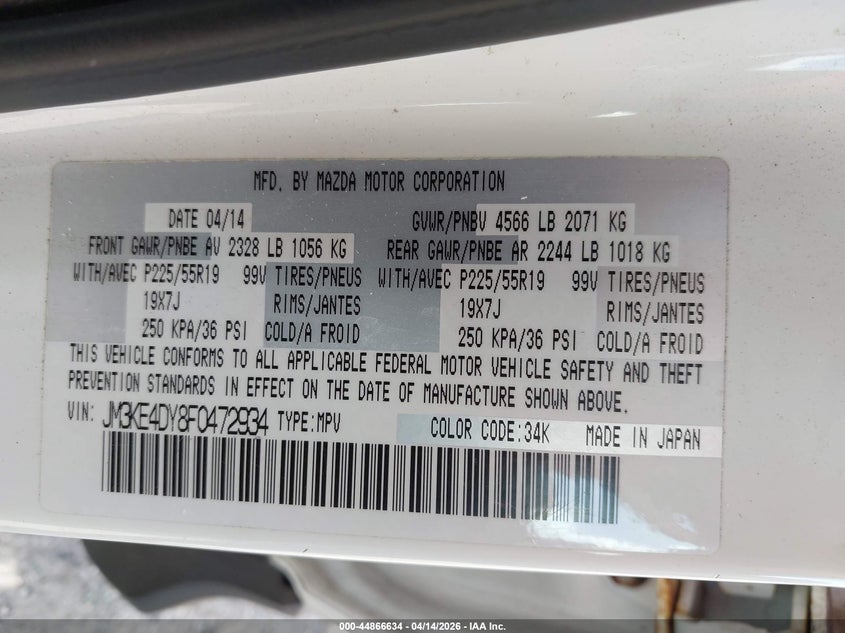 MFD. BY MAZDA MOTOR CORPORATION
DATE 04/14 GVWR/PNBV 4566 LB 2071 KG
FRONT GAWR/PNBE AV 2328 LB 1056 KG REAR GAWR/PNBE AR 2244 LB 1018 KG
WITH/AVEC P225/55R19 99V TIRES/PNEUS WITH/AVEC P225/55R19 99V TIRES/PNEUS
19X7J RIMS/JANTES 19X7J RIMS/JANTES
250 KPA/36 PSI COLD/A FROID 250 KPA/36 PSI COLD/A FROID
THIS VEHICLE CONFORMS TO ALL APPLICABLE FEDERAL MOTOR VEHICLE SAFETY AND THEFT
PREVENTION STANDARDS IN EFFECT ON THE DATE OF MANUFACTURE SHOWN ABOVE.
VIN: JM3KE4DY8F0472934 TYPE:MPV COLOR CODE:34K MADE IN JAPAN
000-44866634 - 04/14/2026 - IAA Inc.